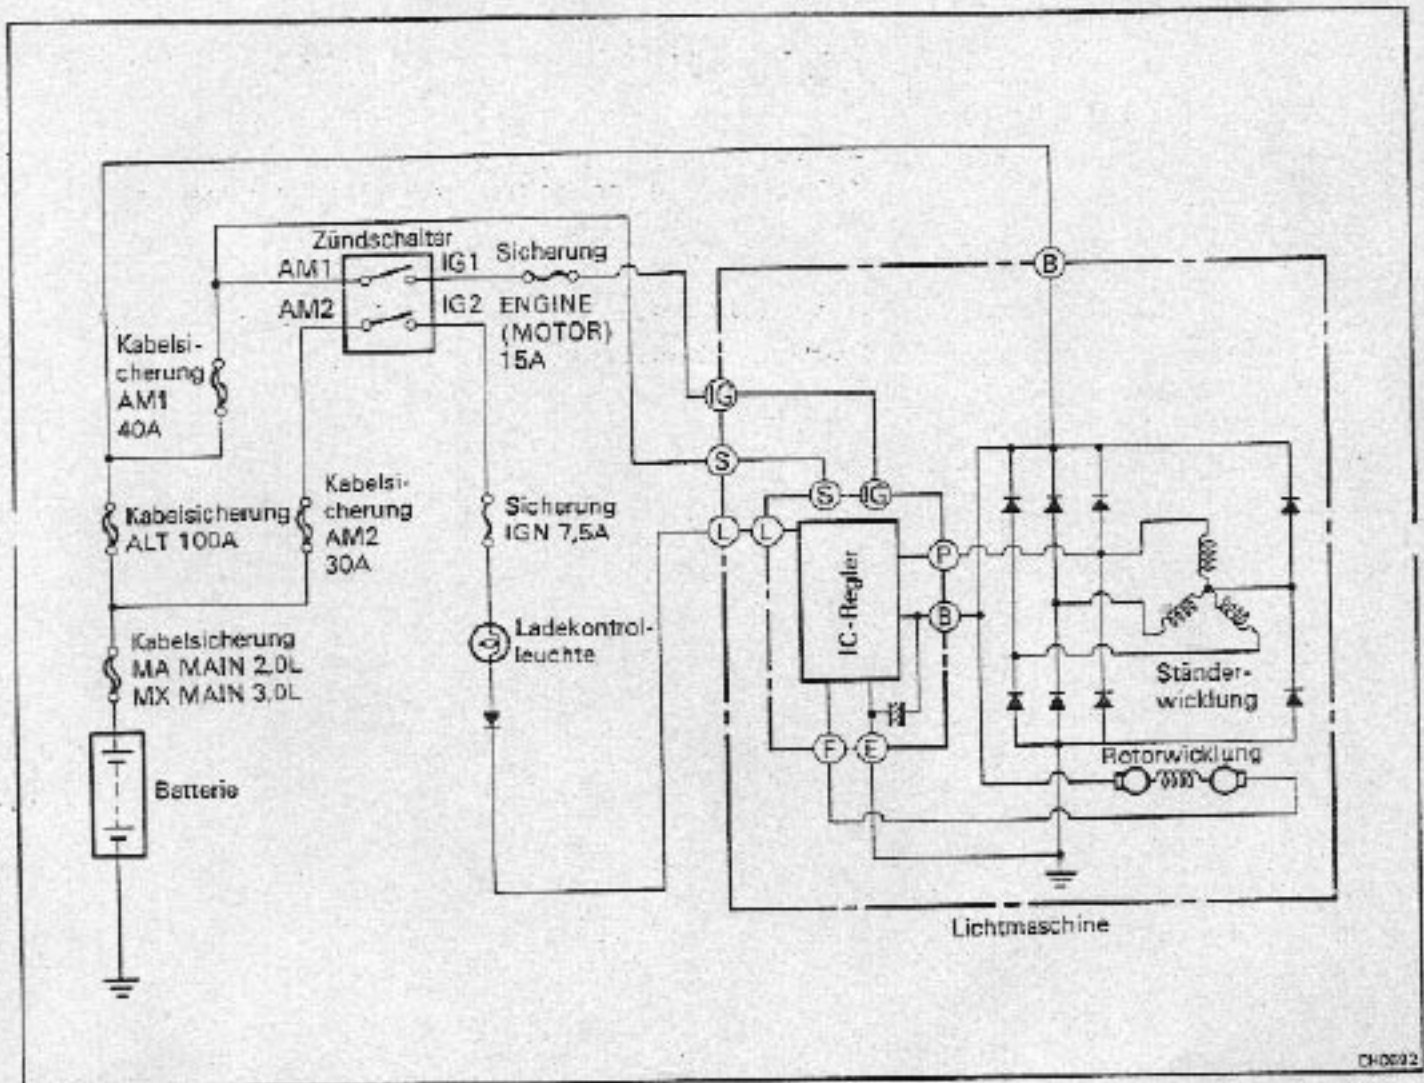 Zündschalter
AM1
IG1
Sicherung
AM2
IG2
ENGINE
(MOTOR)
15A
B
Kabelsi-
cherung
AM1
40A
IG
S
S
IG
Kabelsicherung
ALT 100A
Kabelsi-
cherung
AM2
30A
Sicherung
IGN 7,5A
L
L
P
IC-Regler
B
Kabelsicherung
MA MAIN 2,0L
MX MAIN 3,0L
Ladekontrol-
leuchte
Ständer-
wicklung
F
E
Rotorwicklung
Batterie
Lichtmaschine